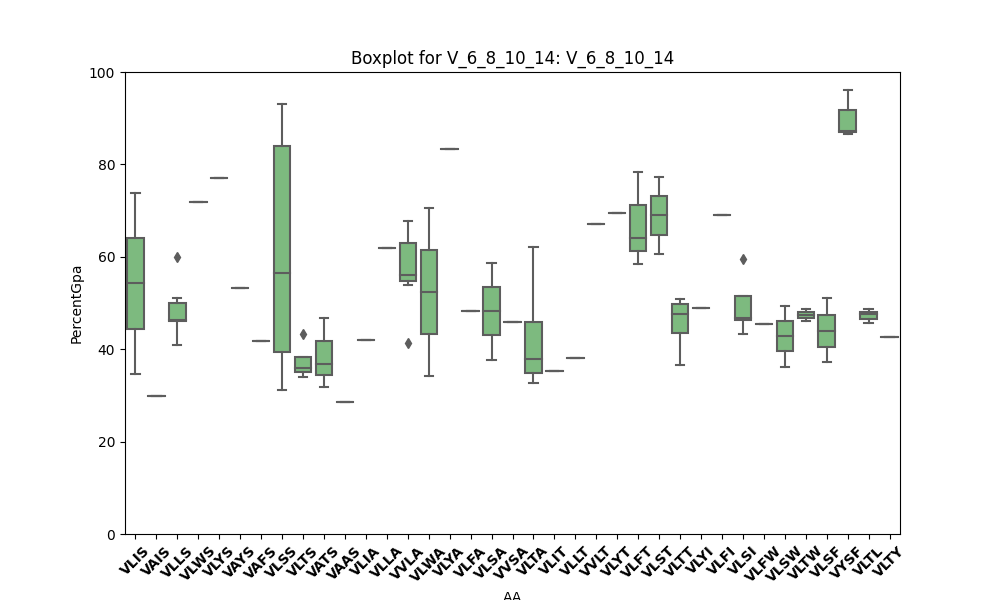 Boxplot for V_6_8_10_14: V_6_8_10_14
100
80
60
40
20
0
PercentGpa
VLIS
VAIS
VLLS
VLWS
VLYS
VAYS
VAFS
VLSS
VLTS
VATS
VAAS
VLIA
VLLA
VVLA
VLWA
VLYA
VLFA
VLSA
VVSA
VLTA
VLIT
VLLT
VVLT
VLYT
VLFT
VLST
VLTT
VLYI
VLFI
VLSI
VLFW
VLSW
VLTW
VLSF
VYSF
VLTL
VLTY
AA